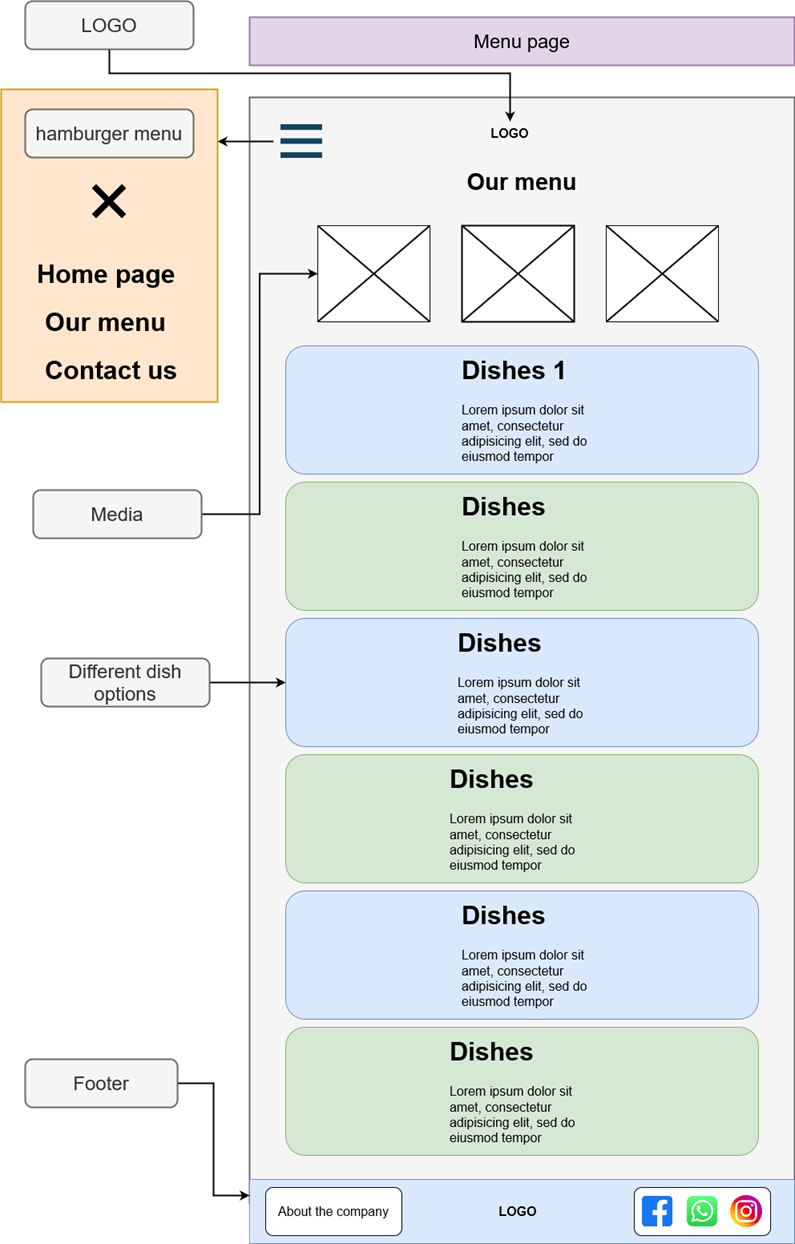 LOGO
Menu page
hamburger menu
LOGO
Our menu
Home page
Our menu
Contact us
Dishes 1
Lorem ipsum dolor sit
amet, consectetur
adipisicing elit, sed do
eiusmod tempor
Media
Dishes
Lorem ipsum dolor sit
amet, consectetur
adipisicing elit, sed do
eiusmod tempor
Different dish
options
Dishes
Lorem ipsum dolor sit
amet, consectetur
adipisicing elit, sed do
eiusmod tempor
Dishes
Lorem ipsum dolor sit
amet, consectetur
adipisicing elit, sed do
eiusmod tempor
Dishes
Lorem ipsum dolor sit
amet, consectetur
adipisicing elit, sed do
eiusmod tempor
Dishes
Lorem ipsum dolor sit
amet, consectetur
adipisicing elit, sed do
eiusmod tempor
Footer
About the company
LOGO